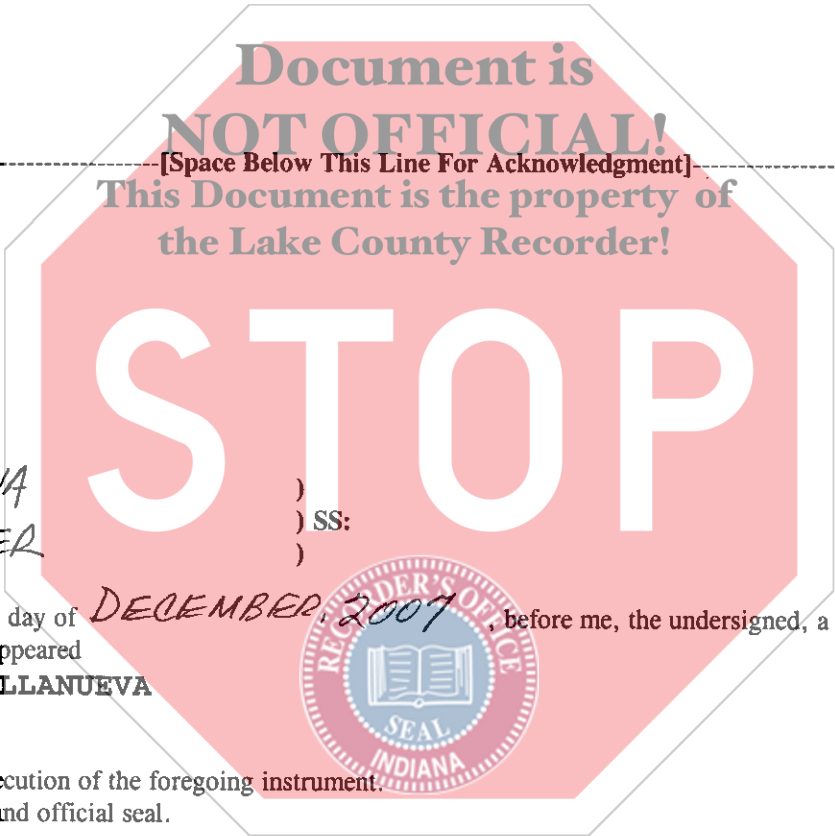 Document is
NOT OFFICIAL!
[Space Below This Line For Acknowledgment]
This Document is the property of
the Lake County Recorder!
STOP
)
) SS:
)
day of DECEMBER, 2007, before me, the undersigned, a
ppeared
LLANUEVA
RECORDER'S OFFICE
SEAL
INDIANA
ecution of the foregoing instrument.
and official seal.